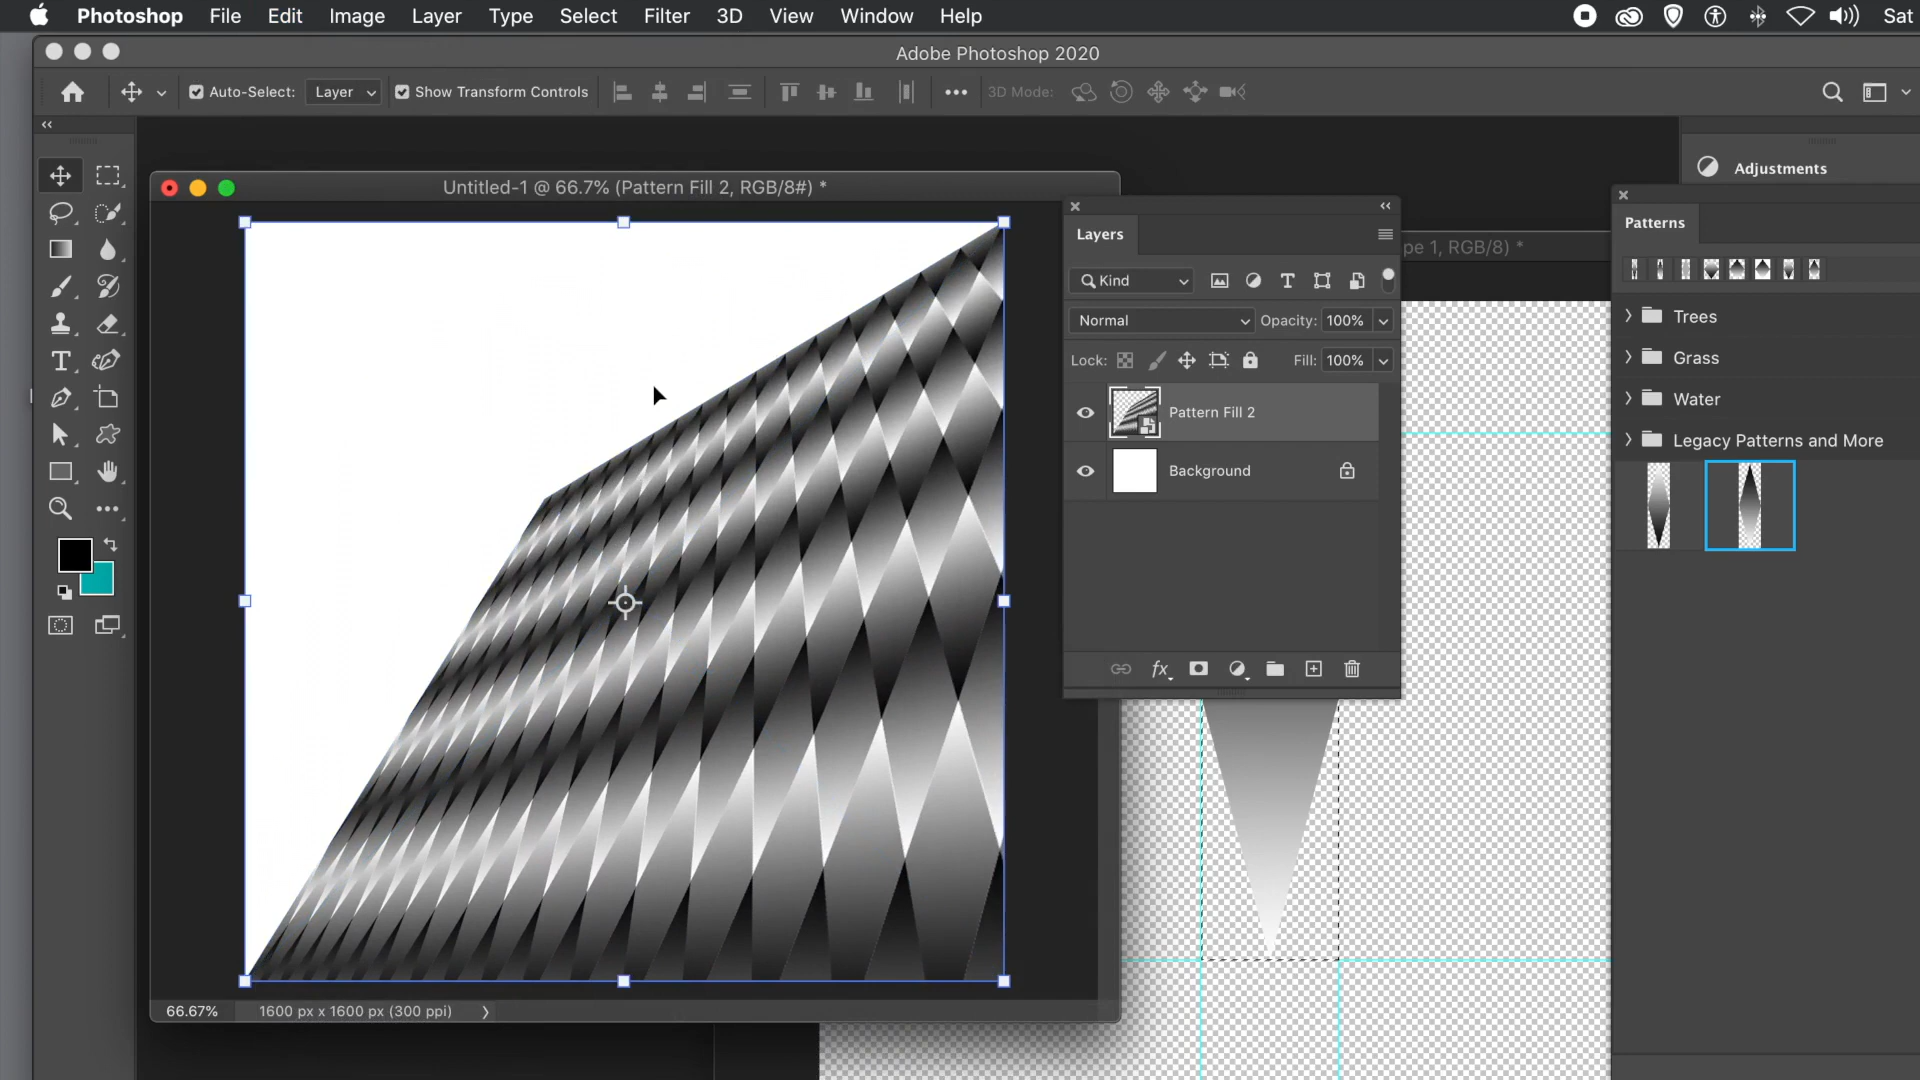 Photoshop File Edit Image Layer Type Select Filter 3D View Window Help Sat
Adobe Photoshop 2020
Auto-Select: Layer Show Transform Controls 3D Mode:
Untitled-1 @ 66.7% (Pattern Fill 2, RGB/8#) *
pe 1, RGB/8) *
Layers
Kind
Normal Opacity: 100%
Lock: Fill: 100%
Pattern Fill 2
Background
fx
Adjustments
Patterns
Trees
Grass
Water
Legacy Patterns and More
66.67% 1600 px x 1600 px (300 ppi)